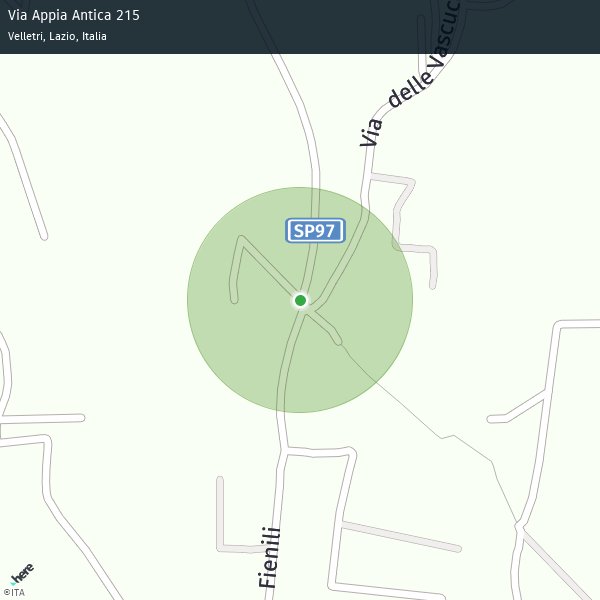 Via Appia Antica 215
Velletri, Lazio, Italia
Via delle Vascuc
SP97
Fienili
here
©ITA